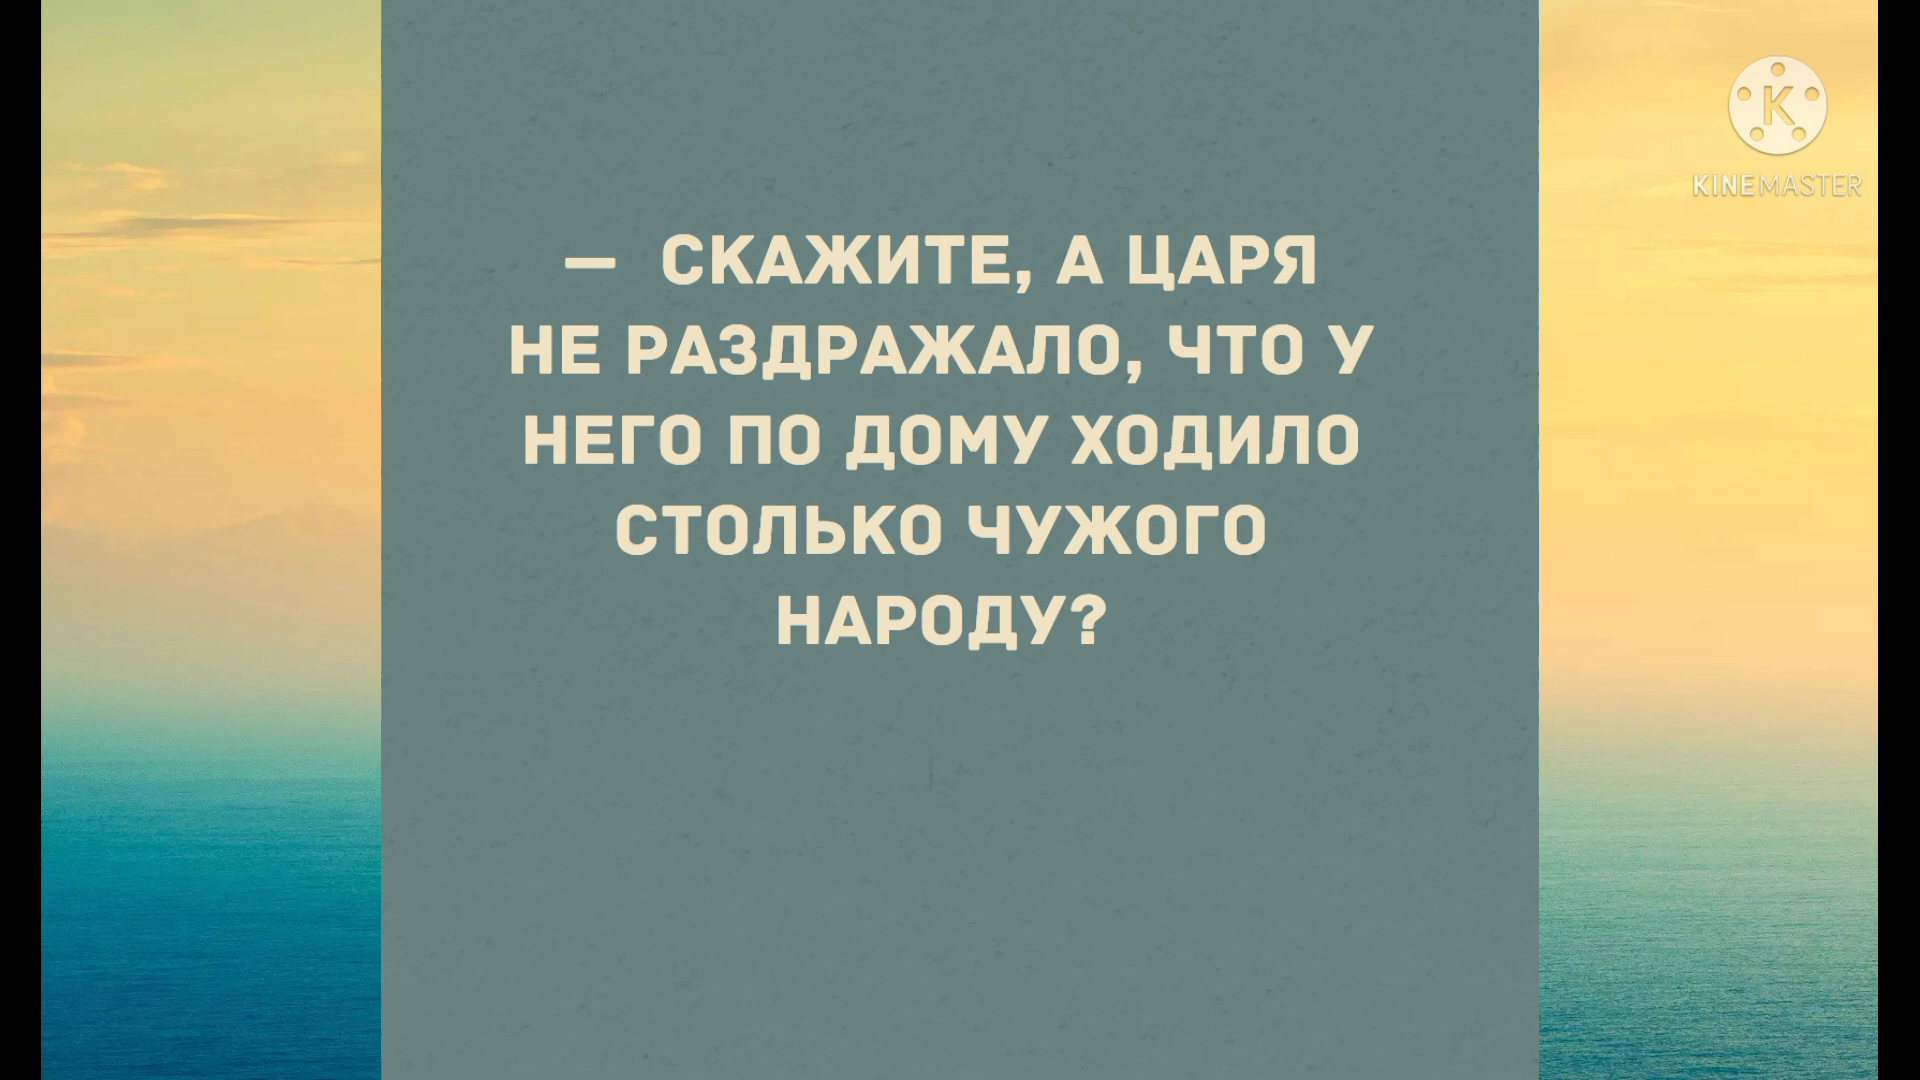 — СКАЖИТЕ, А ЦАРЯ
НЕ РАЗДРАЖАЛО, ЧТО У
НЕГО ПО ДОМУ ХОДИЛО
СТОЛЬКО ЧУЖОГО
НАРОДУ?
K
KINEMASTER